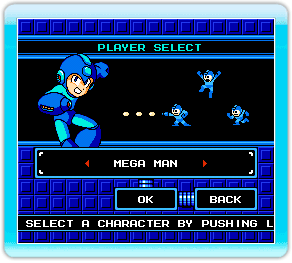 PLAYER SELECT
MEGA MAN
OK
BACK
SELECT A CHARACTER BY PUSHING L